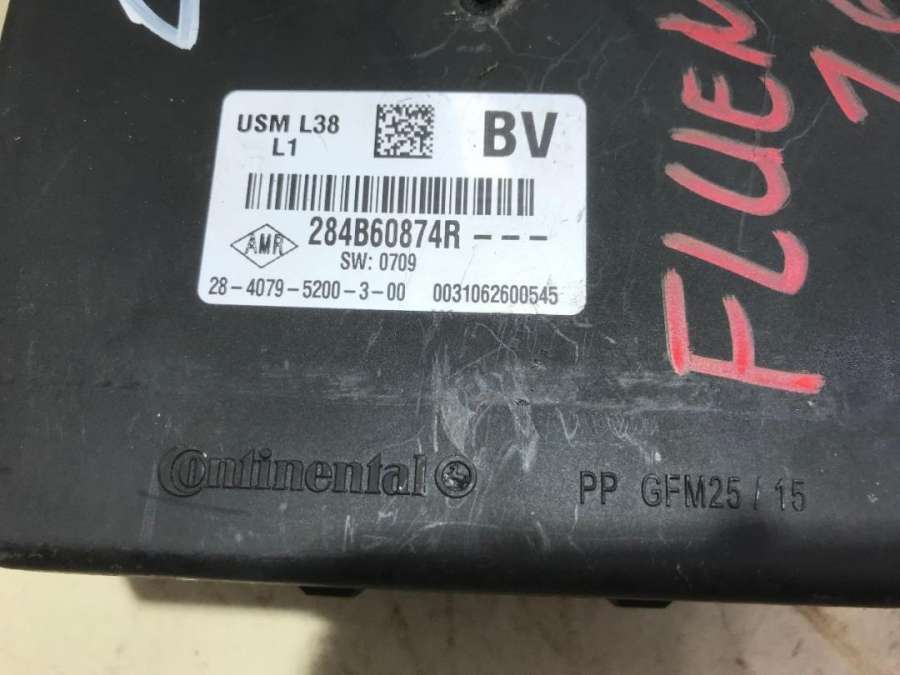 USM L38
L1
BV
284B60874R---
AMR
SW: 0709
28-4079-5200-3-00 0031062600545
Continental
PP GFM25/15
FLUEN